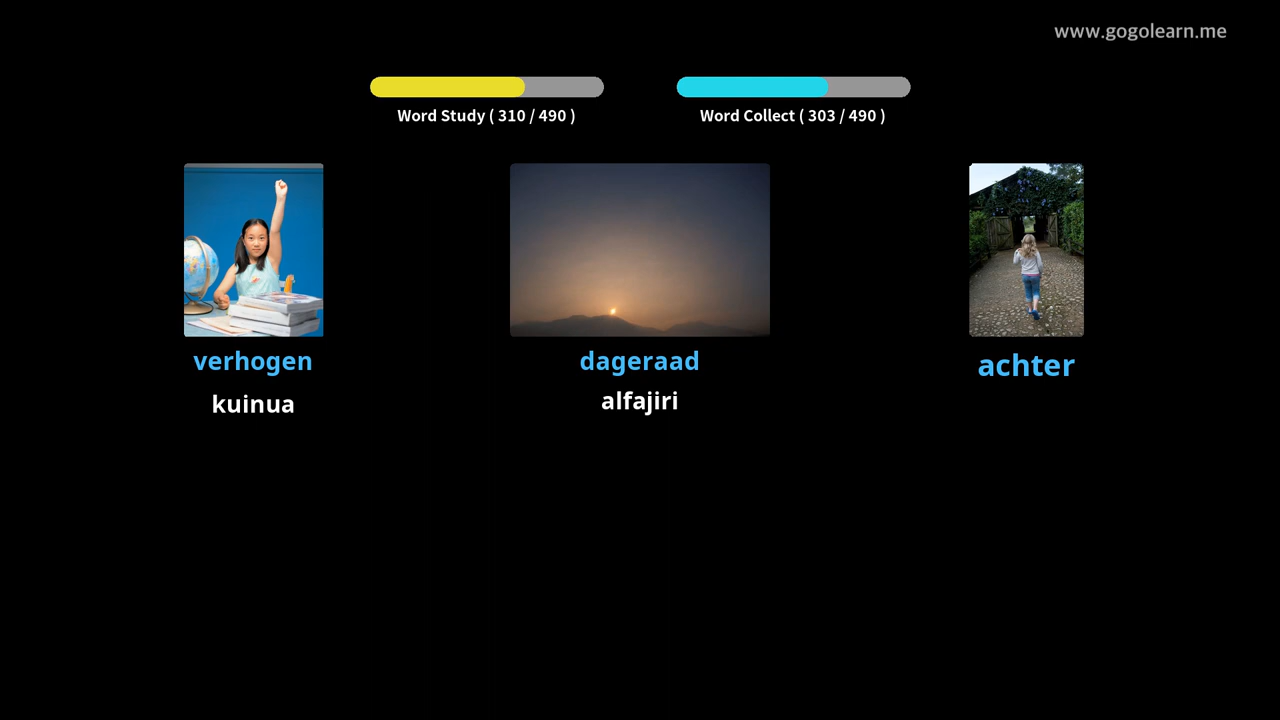 www.gogolearn.me
Word Study ( 310 / 490 )
Word Collect ( 303 / 490 )
verhogen
kuinua
dageraad
alfajiri
achter